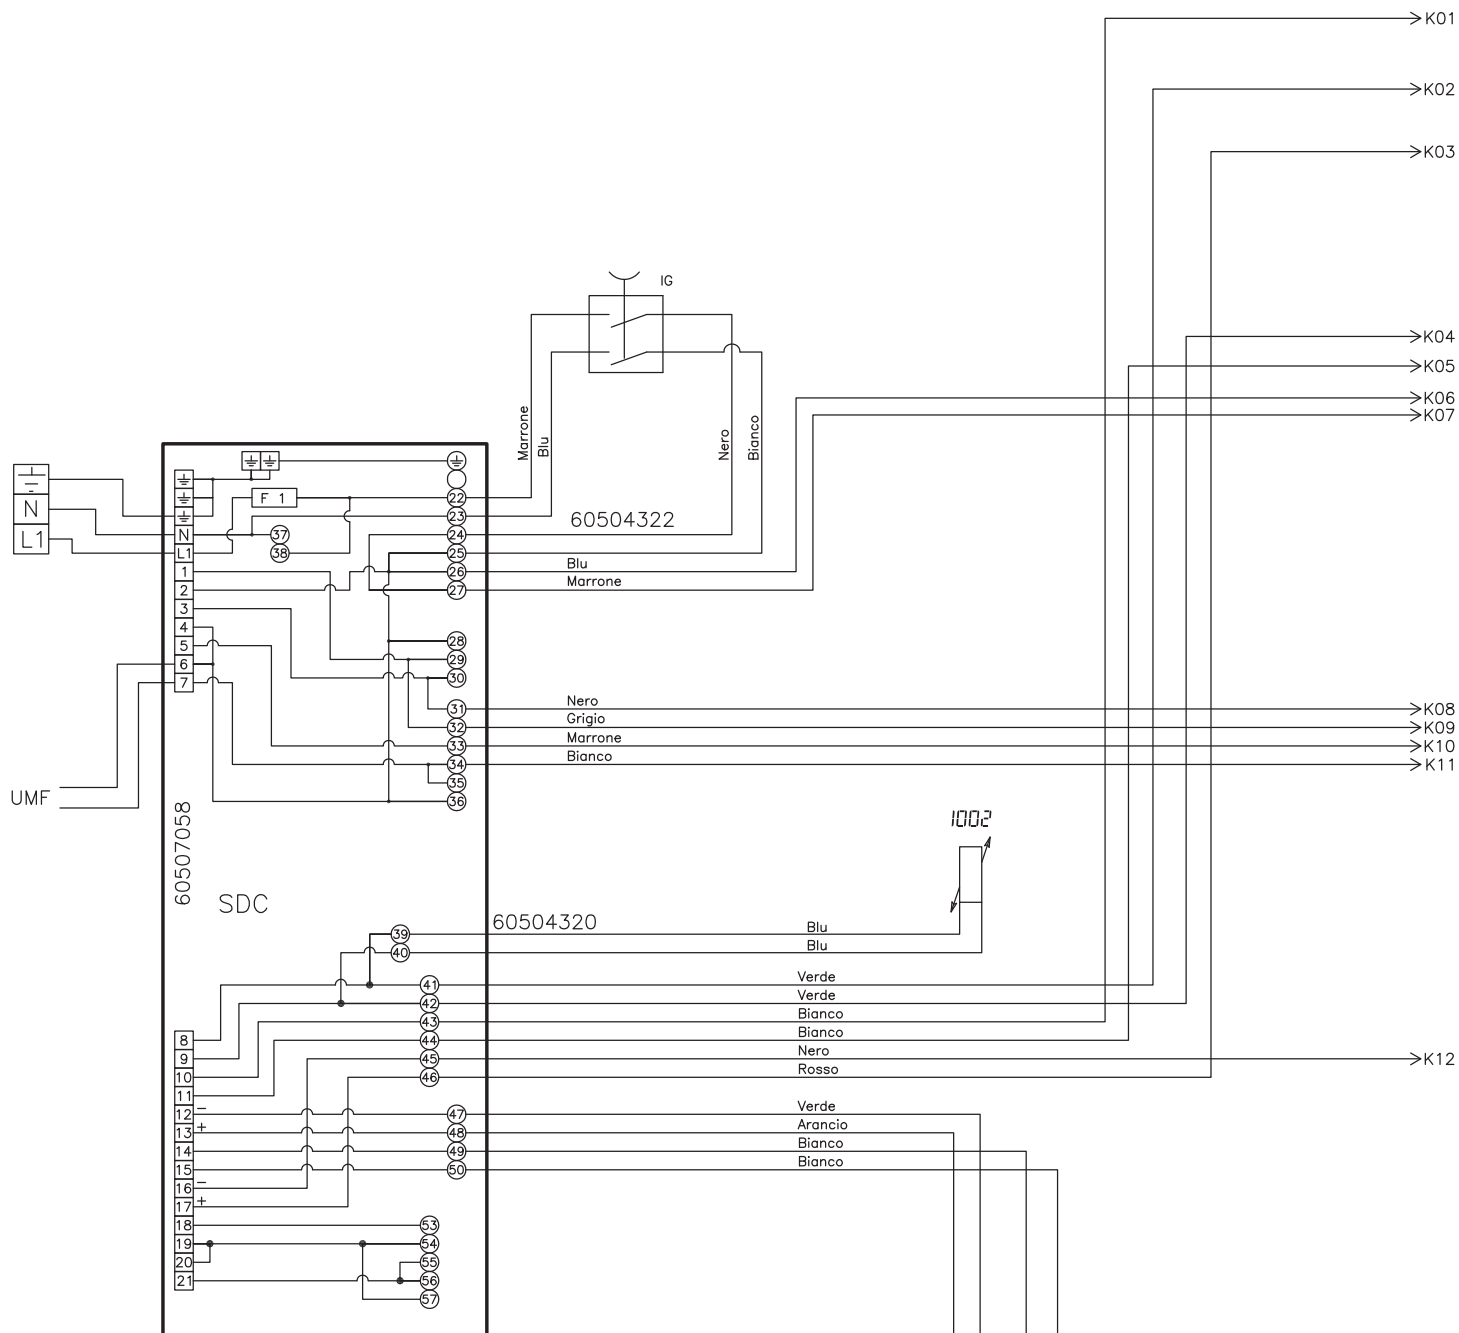 K01
K02
K03
IG
K04
K05
K06
K07
Marrone
Blu
Nero
Bianco
N
L1
F 1
22
23
60504322
N
37
24
L1
38
25
1
26
Blu
2
27
Marrone
3
4
28
5
29
6
30
7
31
Nero
K08
32
Grigio
K09
33
Marrone
K10
34
Bianco
K11
35
36
UMF
60507058
1002
SDC
60504320
39
Blu
40
Blu
41
Verde
42
Verde
43
Bianco
8
44
Bianco
9
45
Nero
K12
10
46
Rosso
11
12 −
47
Verde
13 +
48
Arancio
14
49
Bianco
15
50
Bianco
16 −
17 +
18
53
19
54
20
55
21
56
57